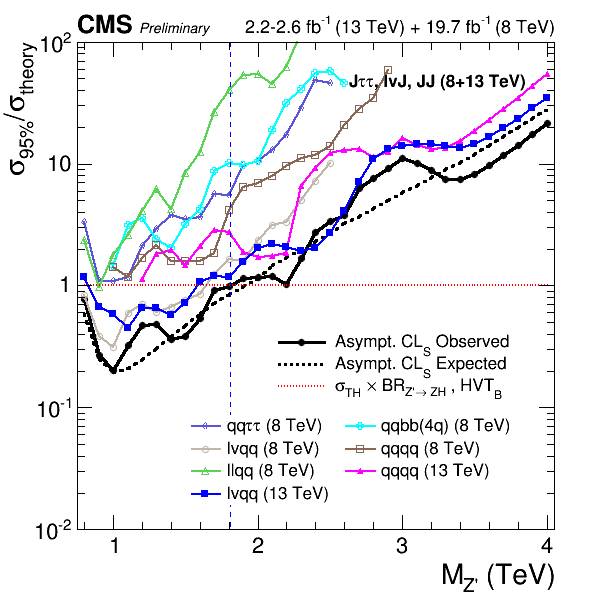 CMS Preliminary 2.2-2.6 fb⁻¹ (13 TeV) + 19.7 fb⁻¹ (8 TeV)
σ95%/σtheory
10²
10
1
10⁻¹
10⁻²
Jττ, lvJ, JJ (8+13 TeV)
Asympt. CLS Observed
Asympt. CLS Expected
σTH × BRZ'→ ZH , HVTB
qqττ (8 TeV) qqbb(4q) (8 TeV)
lvqq (8 TeV) qqqq (8 TeV)
llqq (8 TeV) qqqq (13 TeV)
lvqq (13 TeV)
1 2 3 4
MZ' (TeV)